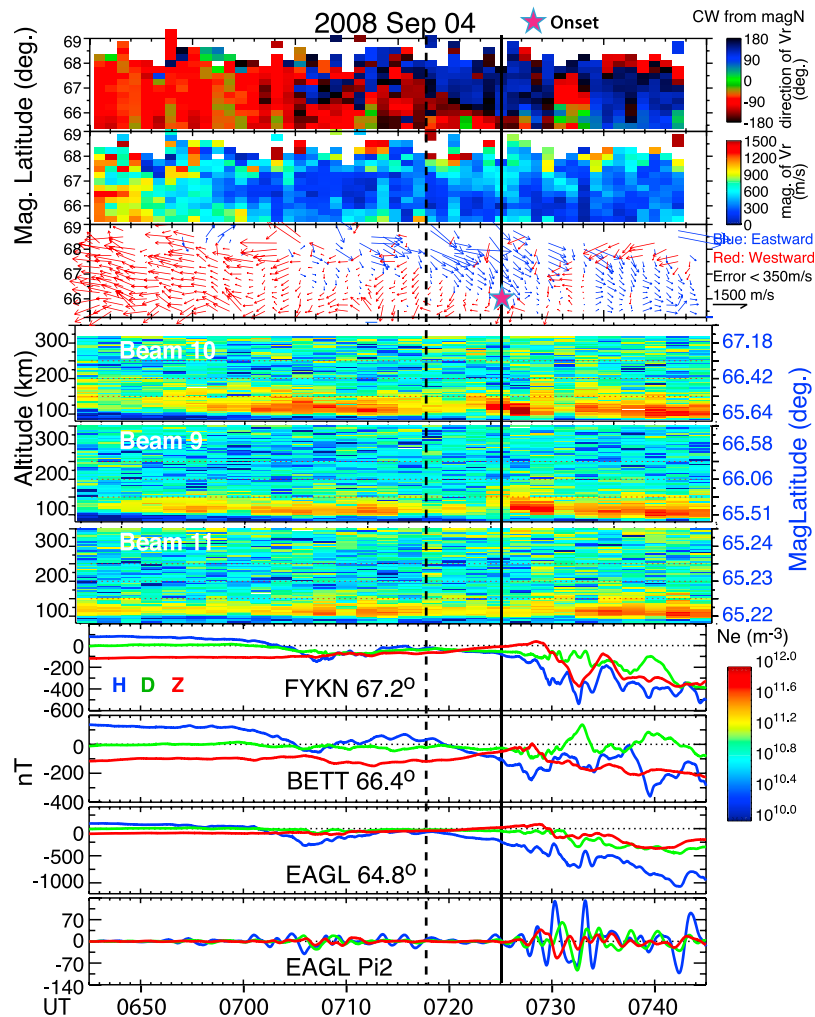 2008 Sep 04
Onset
CW from magN
69
68
67
66
180
90
0
-90
-180
direction of Vr
(deg.)
Mag. Latitude (deg.)
69
68
67
66
1500
1200
900
600
300
0
mag. of Vr
(m/s)
69
68
67
66
Blue: Eastward
Red: Westward
Error < 350m/s
1500 m/s
Altitude (km)
300
200
100
Beam 10
67.18
66.42
65.64
300
200
100
Beam 9
66.58
66.06
65.51
MagLatitude (deg.)
300
200
100
Beam 11
65.24
65.23
65.22
nT
0
-200
-400
-600
H D Z
FYKN 67.2º
Ne (m-3)
10^12.0
10^11.6
10^11.2
10^10.8
10^10.4
10^10.0
0
-200
-400
BETT 66.4º
0
-500
-1000
EAGL 64.8º
70
0
-70
-140
EAGL Pi2
UT 0650 0700 0710 0720 0730 0740